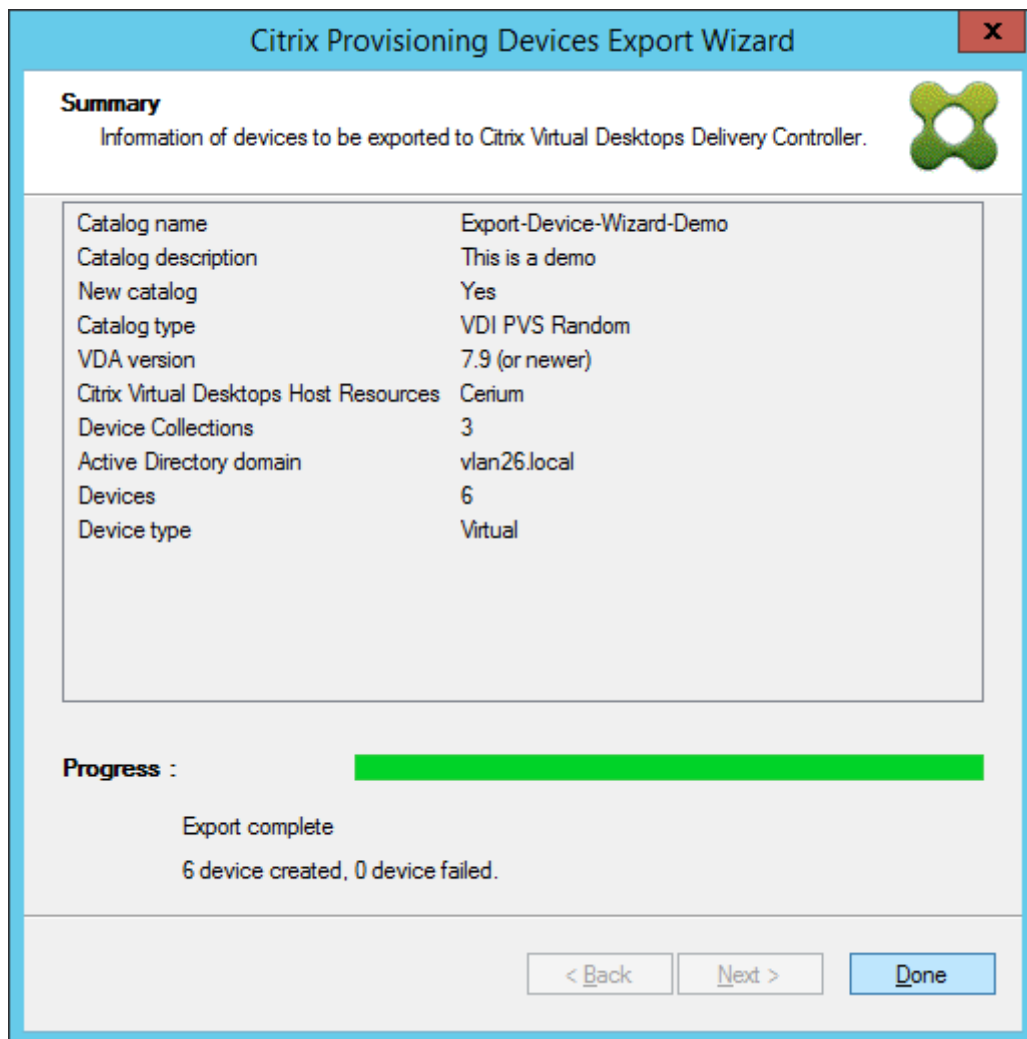 Citrix Provisioning Devices Export Wizard
x
Summary
Information of devices to be exported to Citrix Virtual Desktops Delivery Controller.
Catalog name Export-Device-Wizard-Demo
Catalog description This is a demo
New catalog Yes
Catalog type VDI PVS Random
VDA version 7.9 (or newer)
Citrix Virtual Desktops Host Resources Cerium
Device Collections 3
Active Directory domain vlan26.local
Devices 6
Device type Virtual
Progress :
Export complete
6 device created, 0 device failed.
< Back Next > Done